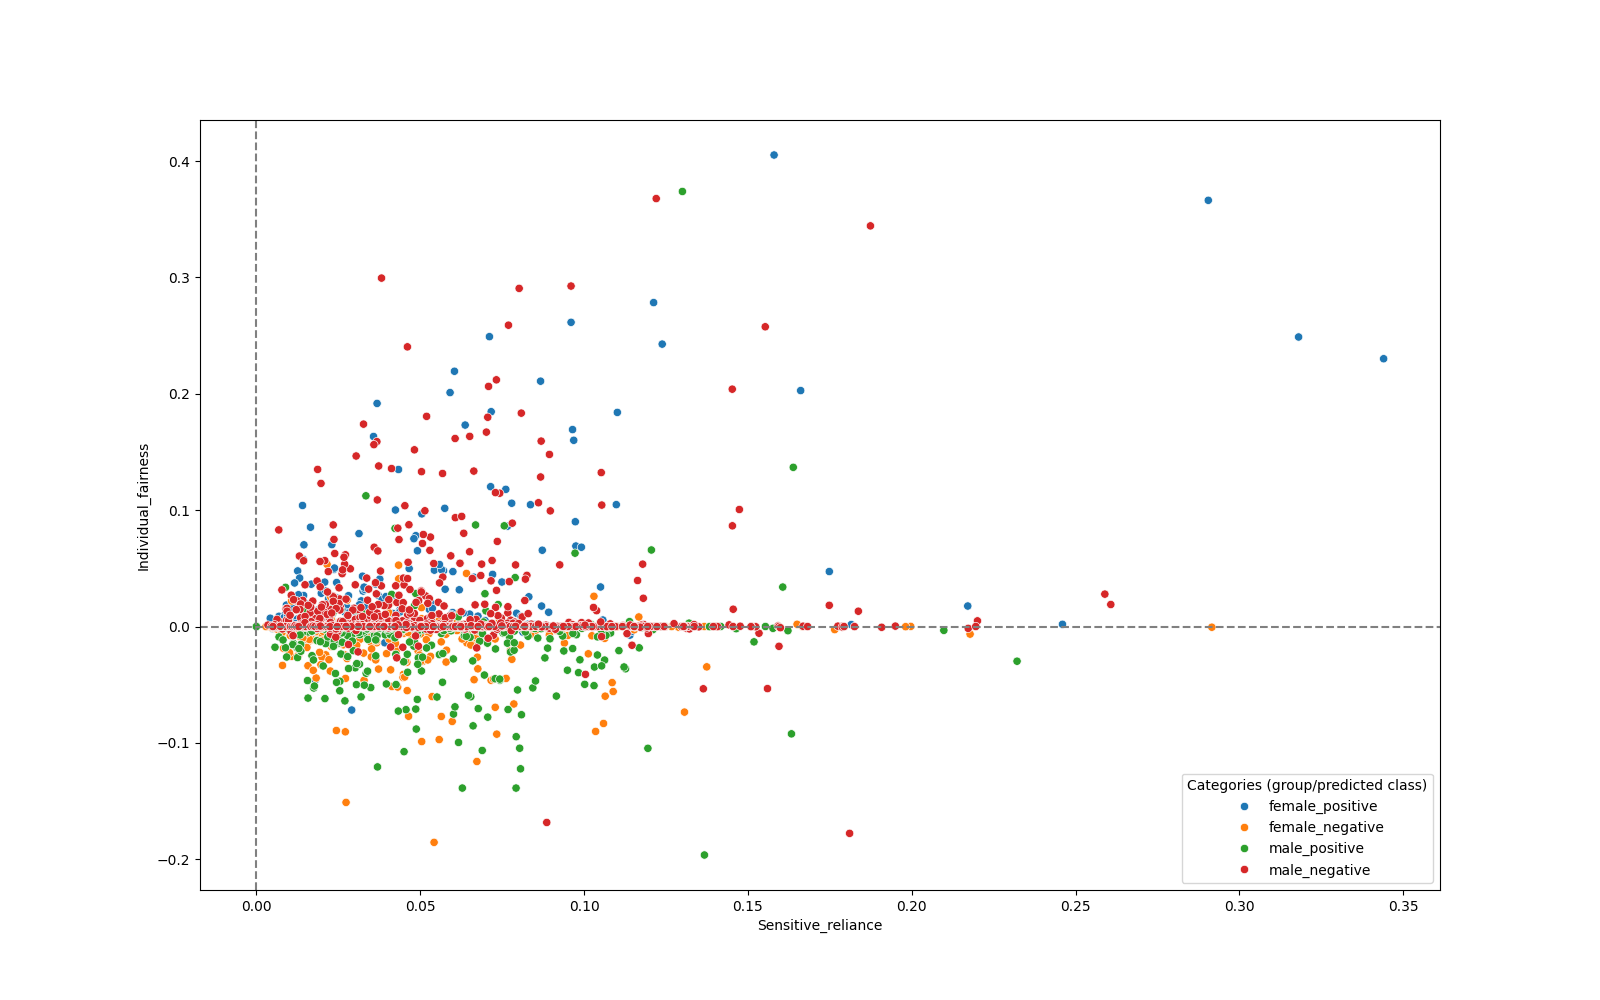 0.4
0.3
0.2
0.1
0.0
−0.1
−0.2
Individual_fairness
0.00
0.05
0.10
0.15
0.20
0.25
0.30
0.35
Sensitive_reliance
Categories (group/predicted class)
female_positive
female_negative
male_positive
male_negative